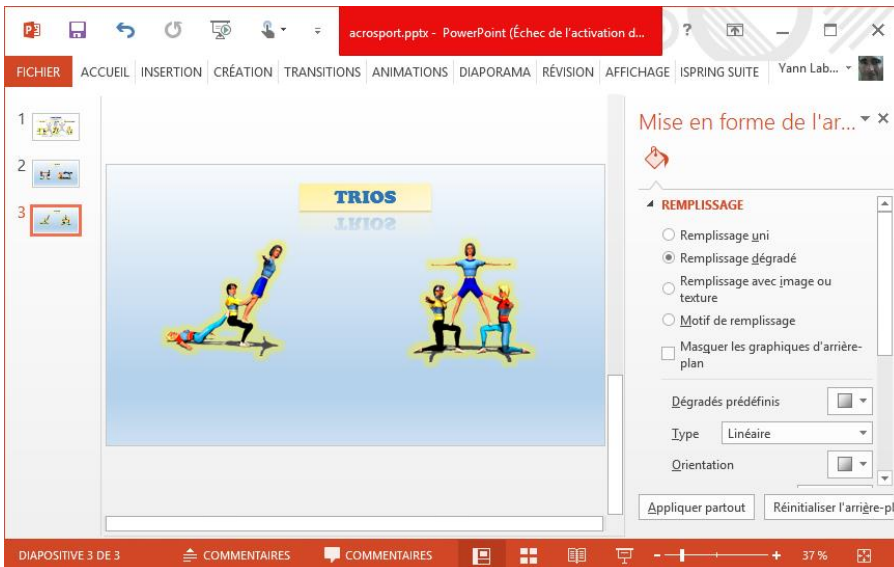 acrosport.pptx - PowerPoint (Échec de l'activation d...
?
FICHIER ACCUEIL INSERTION CRÉATION TRANSITIONS ANIMATIONS DIAPORAMA RÉVISION AFFICHAGE ISPRING SUITE Yann Lab...
1
2
3
TRIOS
Mise en forme de l'ar...
REMPLISSAGE
Remplissage uni
Remplissage dégradé
Remplissage avec image ou
texture
Motif de remplissage
Masquer les graphiques d'arrière-
plan
Dégradés prédéfinis
Type Linéaire
Orientation
Appliquer partout Réinitialiser l'arrière-pl
DIAPOSITIVE 3 DE 3 COMMENTAIRES COMMENTAIRES - + 37 %